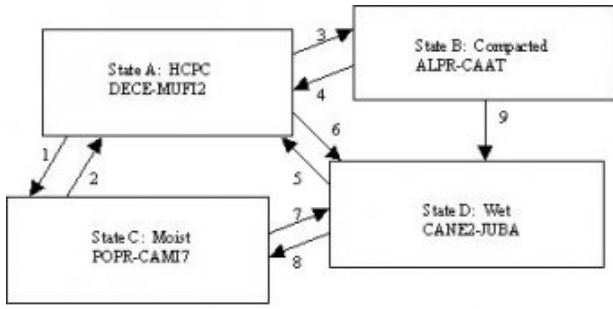 State A: HCPC
DECE-MUFI2
State B: Compacted
ALPR-CAAT
3
4
6
9
1
2
5
State C: Moist
POPR-CAMI7
7
8
State D: Wet
CANE2-JUBA